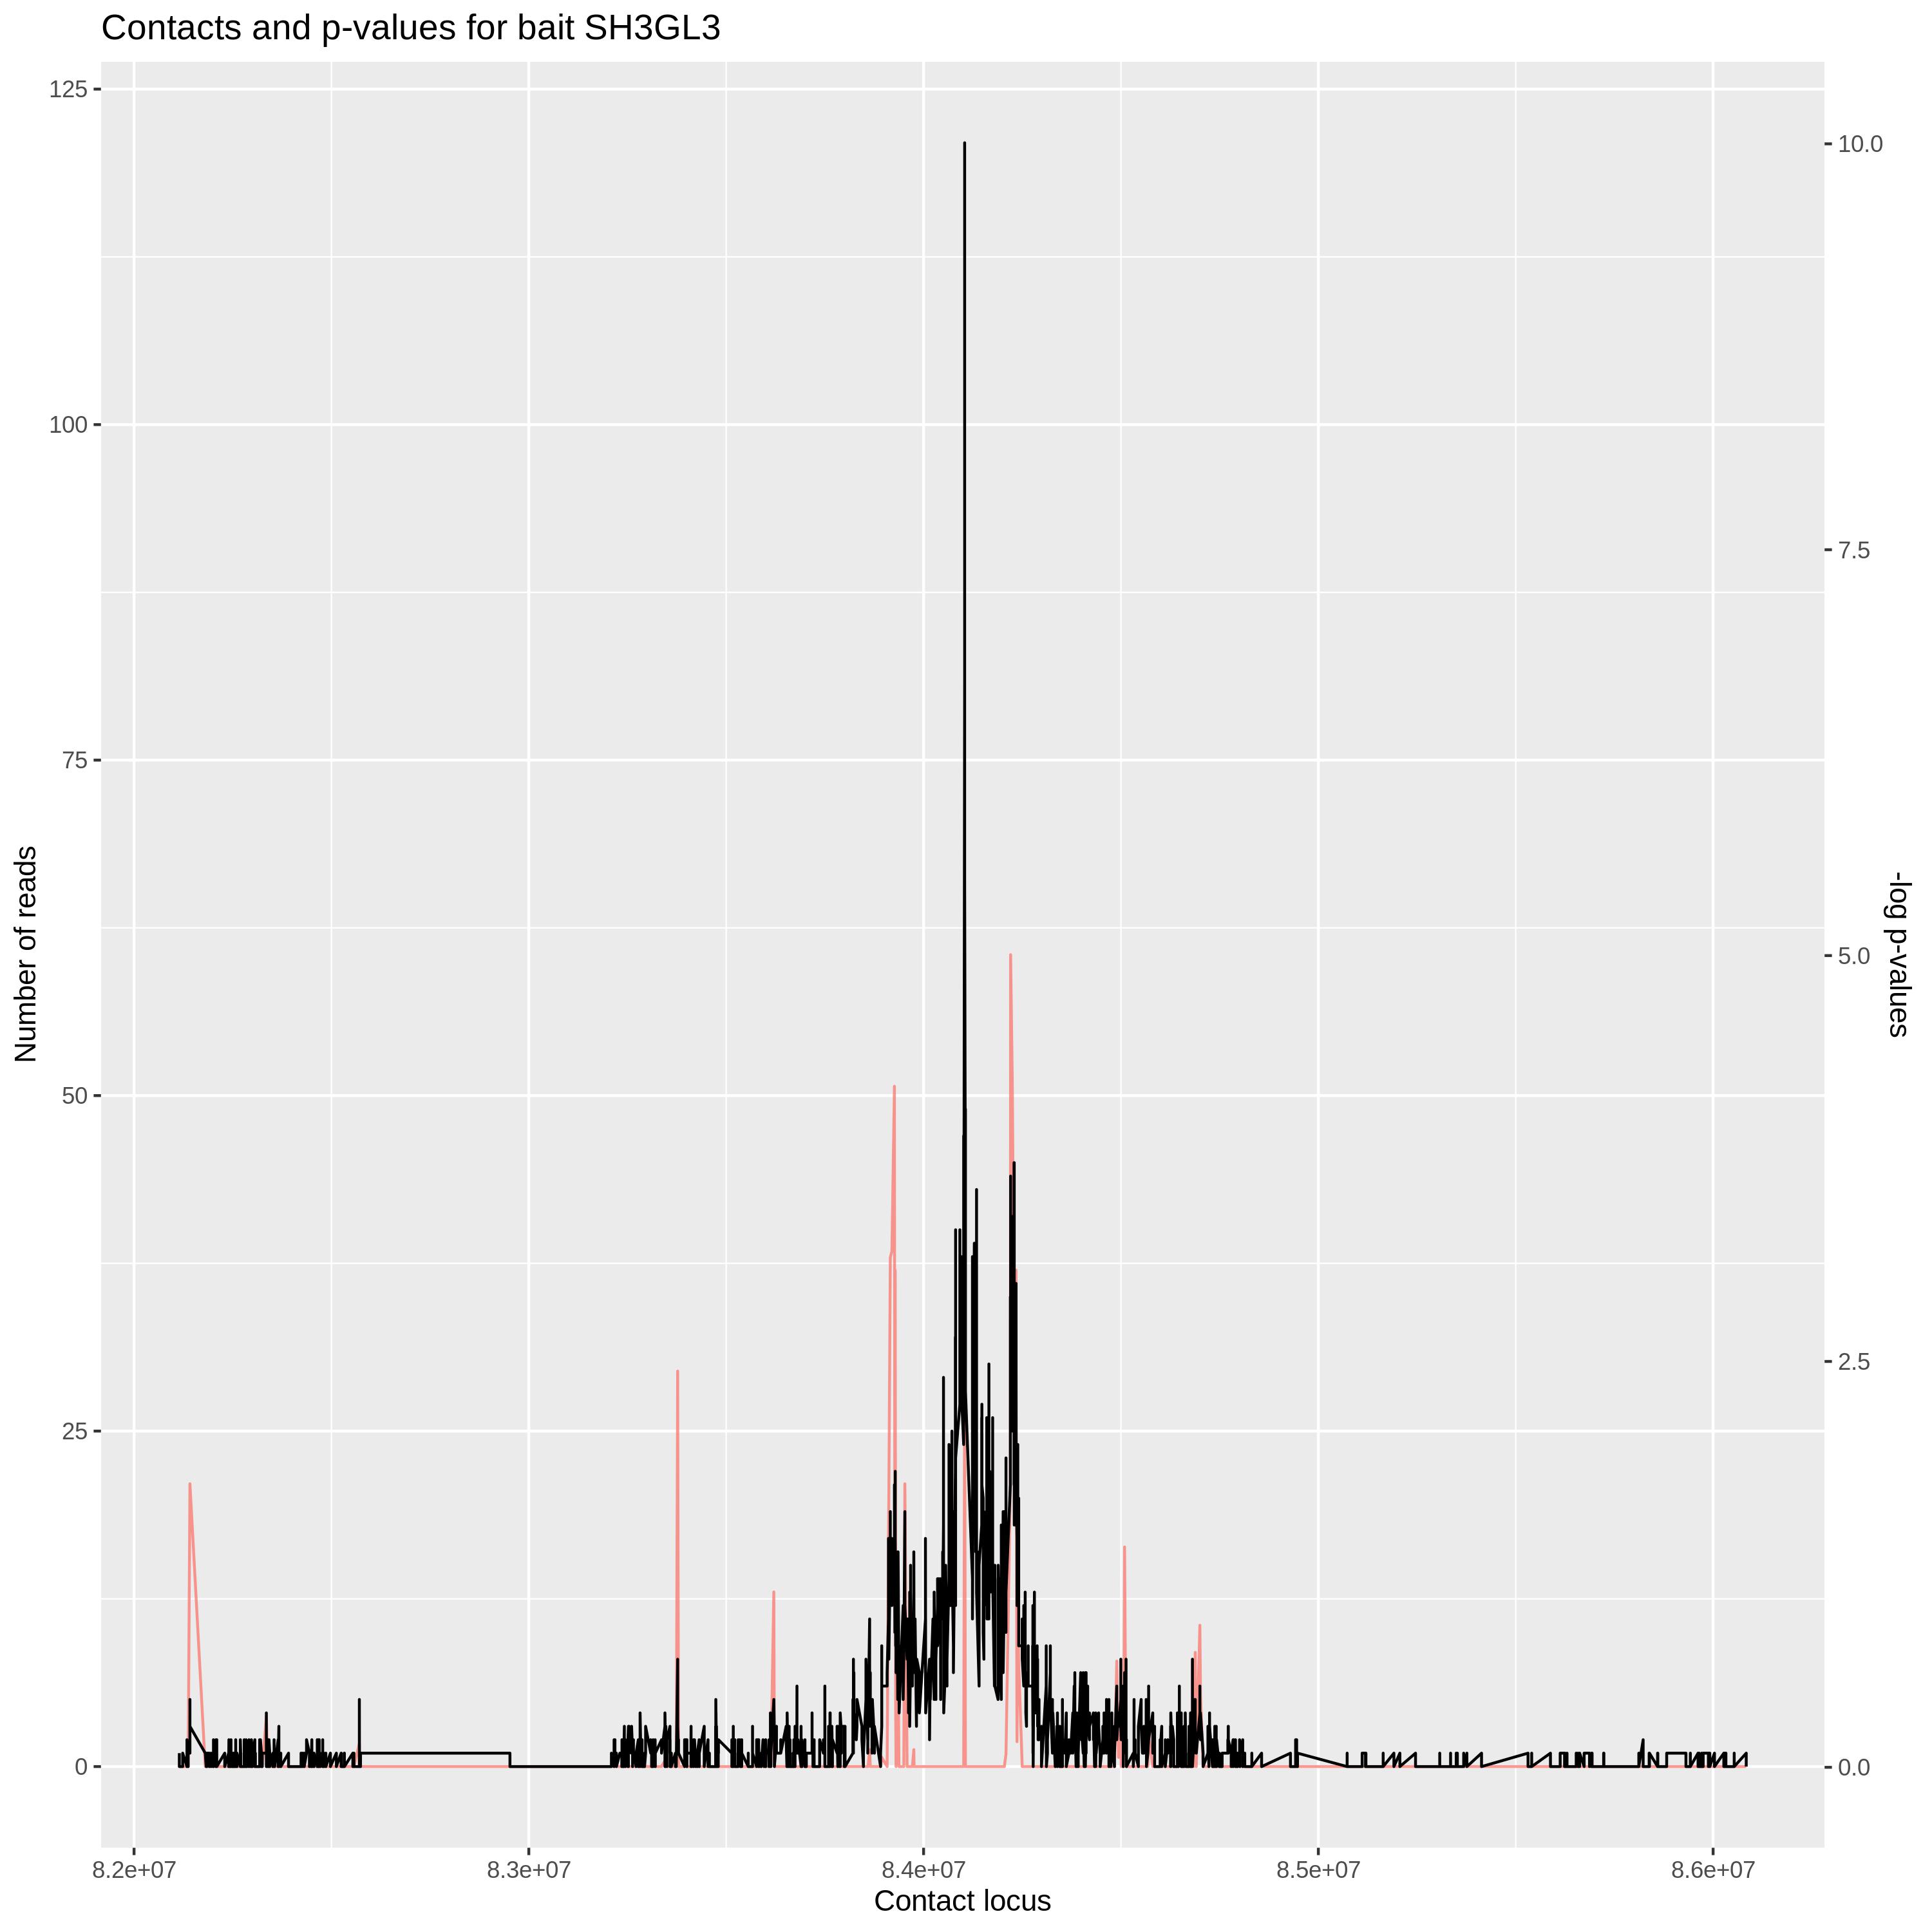 Contacts and p-values for bait SH3GL3
125
100
75
50
25
0
Number of reads
10.0
7.5
5.0
2.5
0.0
-log p-values
8.2e+07 8.3e+07 8.4e+07 8.5e+07 8.6e+07
Contact locus